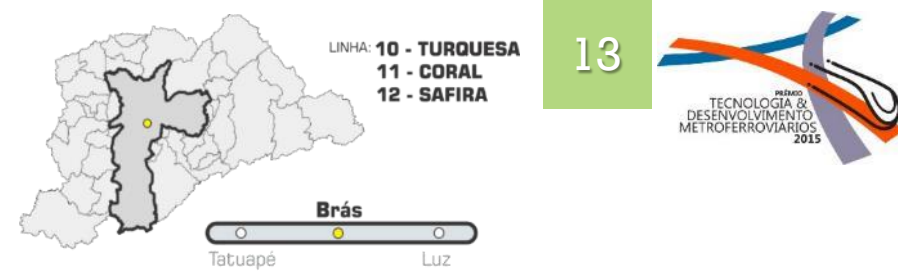 LINHA: 10 - TURQUESA
11 - CORAL
12 - SAFIRA
13
PRÊMIO
TECNOLOGIA &
DESENVOLVIMENTO
METROFERROVIÁRIOS
2015
Brás
Tatuapé
Luz